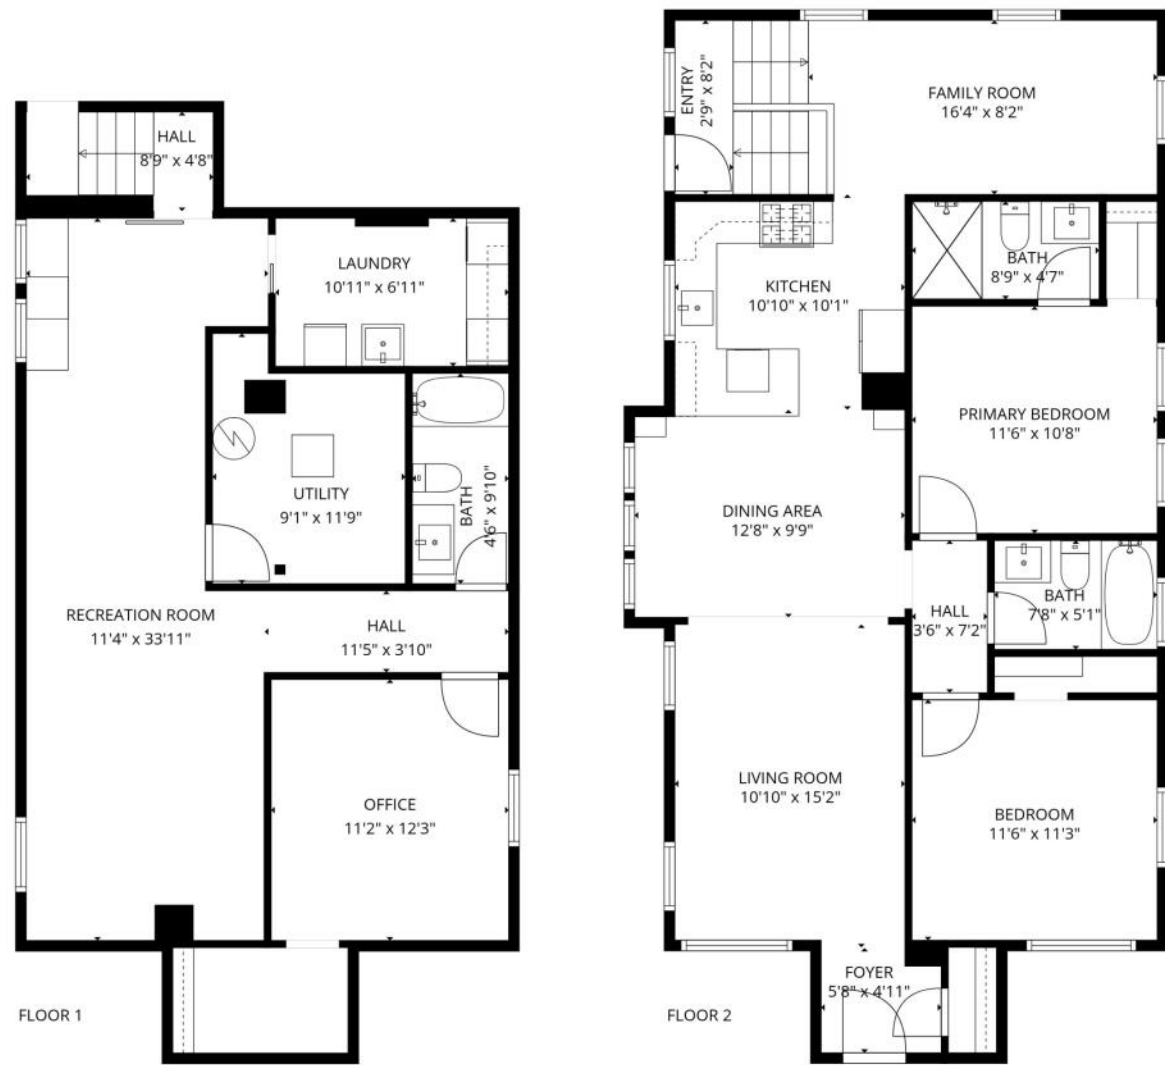 HALL
8'9" x 4'8"
LAUNDRY
10'11" x 6'11"
UTILITY
9'1" x 11'9"
BATH
4'6" x 9'10"
RECREATION ROOM
11'4" x 33'11"
HALL
11'5" x 3'10"
OFFICE
11'2" x 12'3"
FLOOR 1
ENTRY
2'9" x 8'2"
FAMILY ROOM
16'4" x 8'2"
KITCHEN
10'10" x 10'1"
BATH
8'9" x 4'7"
PRIMARY BEDROOM
11'6" x 10'8"
DINING AREA
12'8" x 9'9"
HALL
3'6" x 7'2"
BATH
7'8" x 5'1"
LIVING ROOM
10'10" x 15'2"
BEDROOM
11'6" x 11'3"
FOYER
5'8" x 4'11"
FLOOR 2